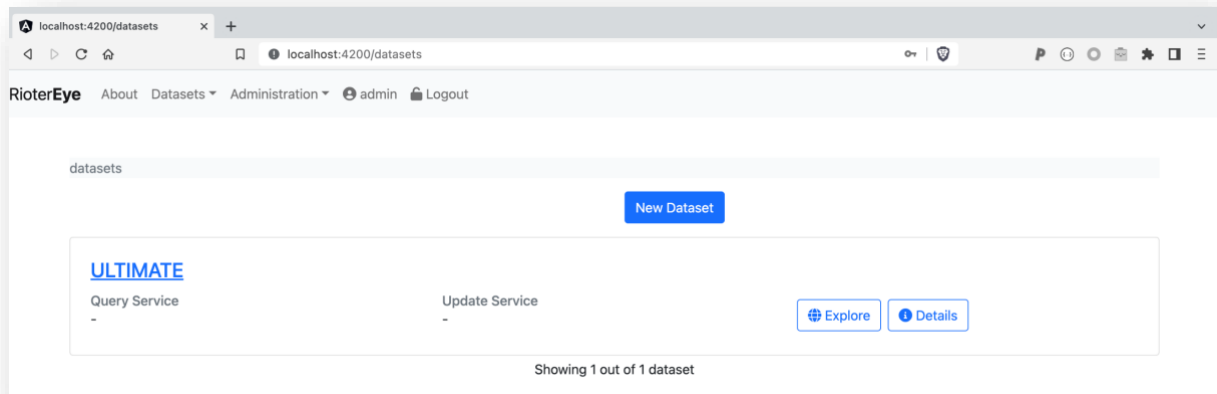 localhost:4200/datasets
localhost:4200/datasets
RioterEye About Datasets Administration admin Logout
datasets
New Dataset
ULTIMATE
Query Service Update Service
- -
Explore Details
Showing 1 out of 1 dataset